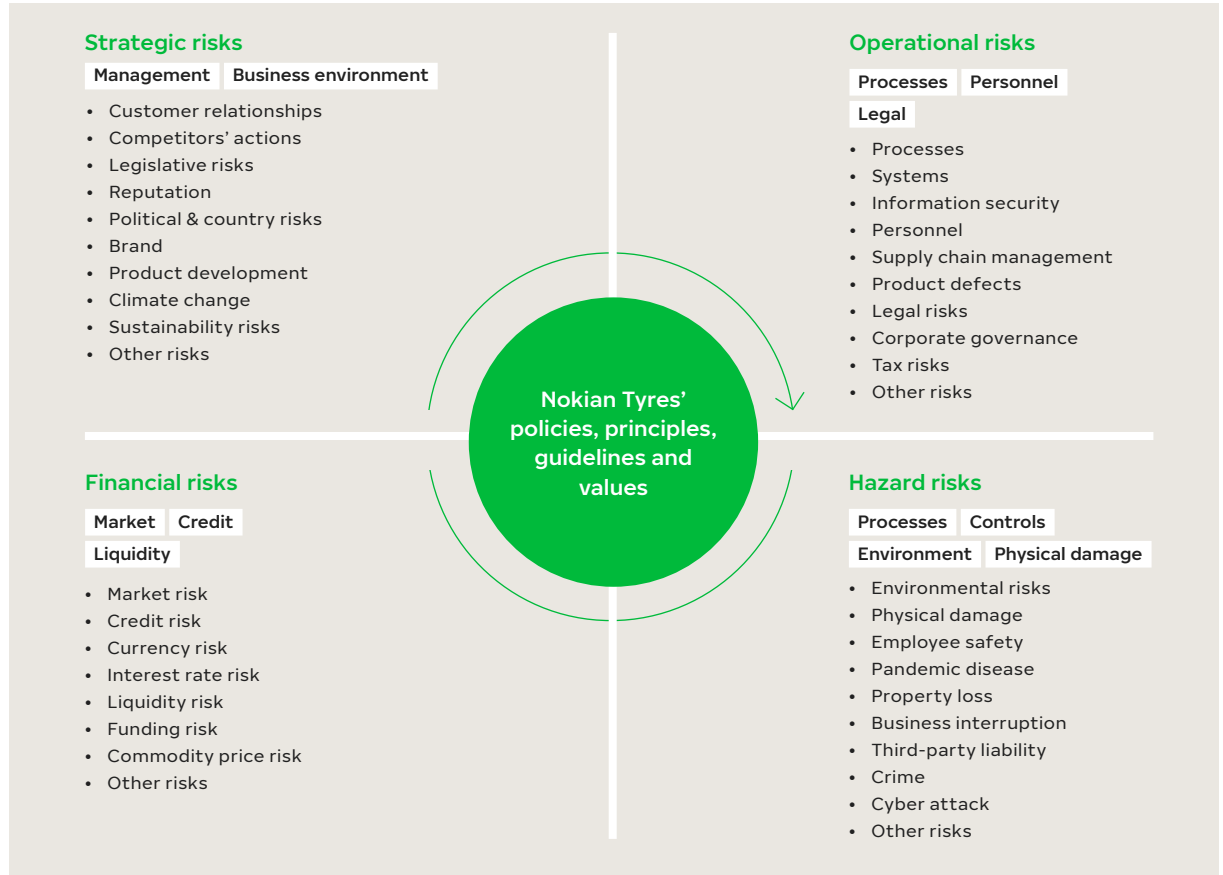 Strategic risks
Management Business environment
• Customer relationships
• Competitors’ actions
• Legislative risks
• Reputation
• Political & country risks
• Brand
• Product development
• Climate change
• Sustainability risks
• Other risks
Operational risks
Processes Personnel
Legal
• Processes
• Systems
• Information security
• Personnel
• Supply chain management
• Product defects
• Legal risks
• Corporate governance
• Tax risks
• Other risks
Nokian Tyres’
policies, principles,
guidelines and
values
Financial risks
Market Credit
Liquidity
• Market risk
• Credit risk
• Currency risk
• Interest rate risk
• Liquidity risk
• Funding risk
• Commodity price risk
• Other risks
Hazard risks
Processes Controls
Environment Physical damage
• Environmental risks
• Physical damage
• Employee safety
• Pandemic disease
• Property loss
• Business interruption
• Third-party liability
• Crime
• Cyber attack
• Other risks